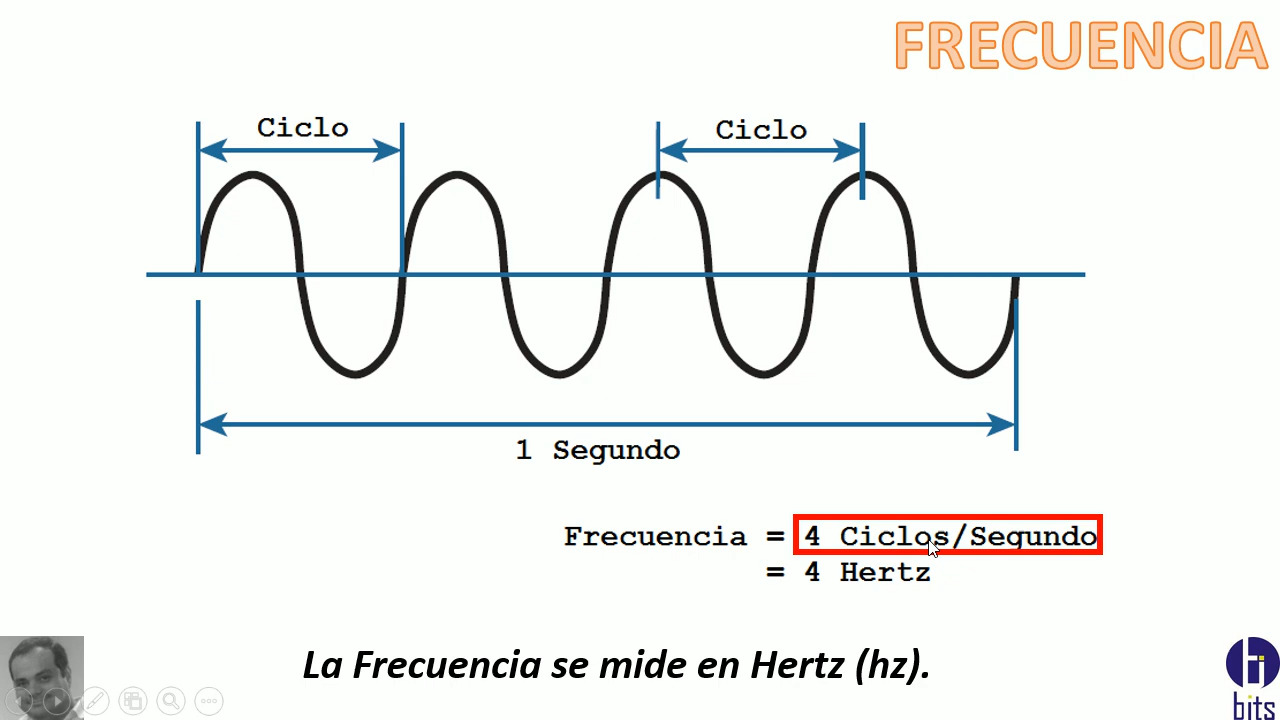 FRECUENCIA
Ciclo
Ciclo
1 Segundo
Frecuencia = 4 Ciclos/Segundo
= 4 Hertz
La Frecuencia se mide en Hertz (hz).
bits